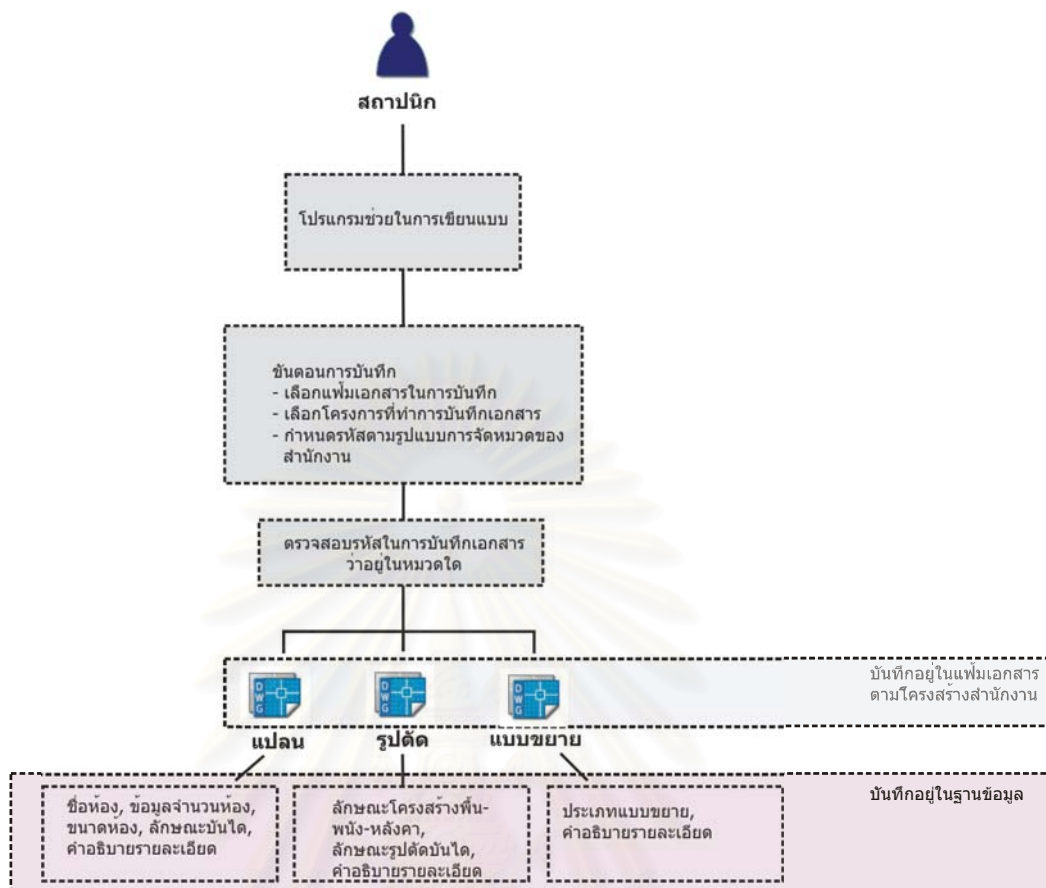 สถาปนิก
โปรแกรมช่วยในการเขียนแบบ
ขั้นตอนการบันทึก
- เลือกแฟ้มเอกสารในการบันทึก
- เลือกโครงการที่ทำการบันทึกเอกสาร
- กำหนดรหัสตามรูปแบบการจัดหมวดของ
สำนักงาน
ตรวจสอบรหัสในการบันทึกเอกสาร
ว่าอยู่ในหมวดใด
บันทึกอยู่ในแฟ้มเอกสาร
ตามโครงสร้างสำนักงาน
DWG
DWG
DWG
แปลน
รูปตัด
แบบขยาย
บันทึกอยู่ในฐานข้อมูล
ชื่อห้อง, ข้อมูลจำนวนห้อง,
ขนาดห้อง, ลักษณะบันได,
คำอธิบายรายละเอียด
ลักษณะโครงสร้างพื้น-
พนัง-หลังคา,
ลักษณะรูปตัดบันได,
คำอธิบายรายละเอียด
ประเภทแบบขยาย,
คำอธิบายรายละเอียด